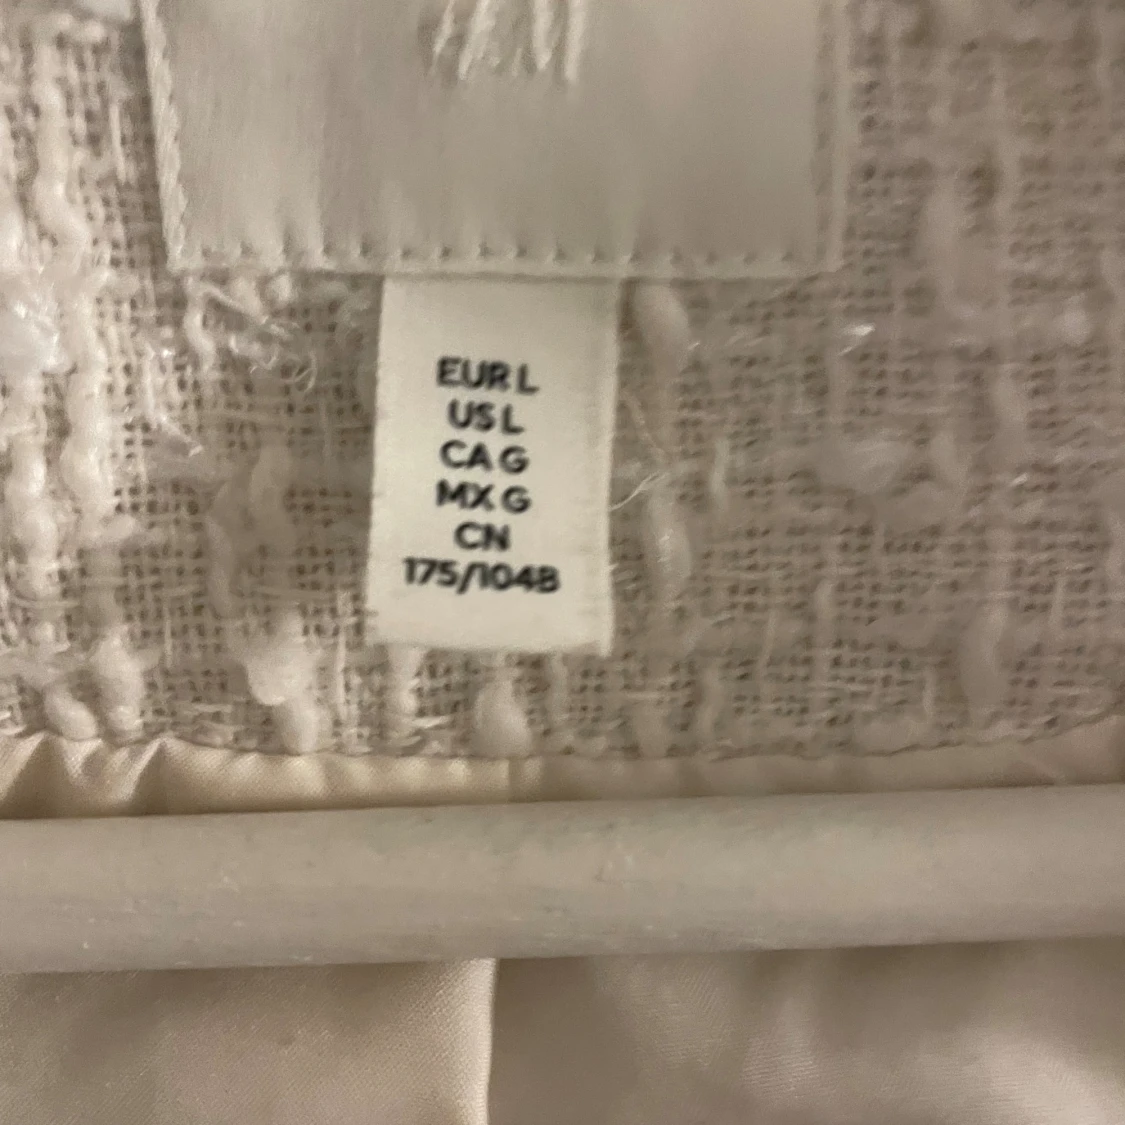 EUR L
US L
CA G
MX G
CN
175/104B